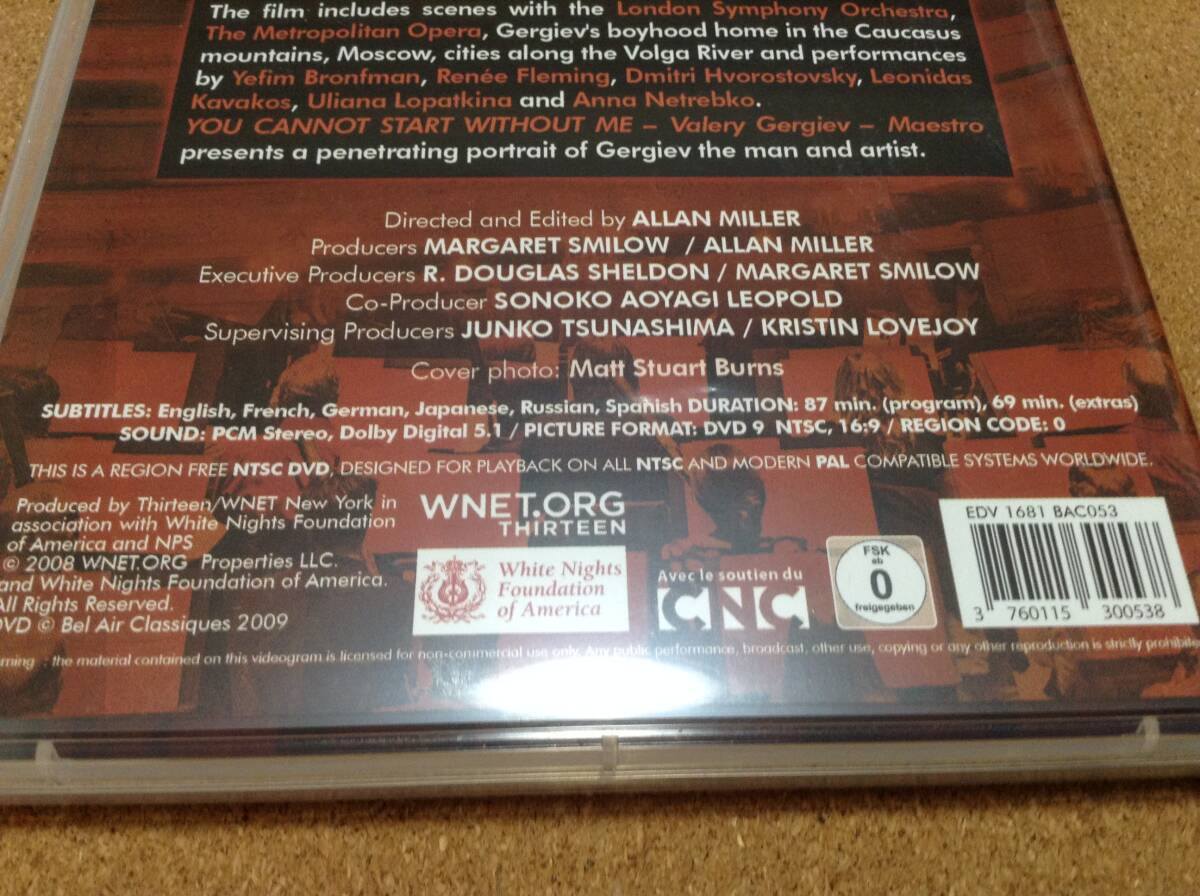 The film includes scenes with the London Symphony Orchestra,
The Metropolitan Opera, Gergiev's boyhood home in the Caucasus
mountains, Moscow, cities along the Volga River and performances
by Yefim Bronfman, Renée Fleming, Dmitri Hvorostovsky, Leonidas
Kavakos, Uliana Lopatkina and Anna Netrebko.
YOU CANNOT START WITHOUT ME – Valery Gergiev – Maestro
presents a penetrating portrait of Gergiev the man and artist.
Directed and Edited by ALLAN MILLER
Producers MARGARET SMILOW / ALLAN MILLER
Executive Producers R. DOUGLAS SHELDON / MARGARET SMILOW
Co-Producer SONOKO AOYAGI LEOPOLD
Supervising Producers JUNKO TSUNASHIMA / KRISTIN LOVEJOY
Cover photo: Matt Stuart Burns
SUBTITLES: English, French, German, Japanese, Russian, Spanish DURATION: 87 min. (program), 69 min. (extras)
SOUND: PCM Stereo, Dolby Digital 5.1 / PICTURE FORMAT: DVD 9 NTSC, 16:9 / REGION CODE: 0
THIS IS A REGION FREE NTSC DVD, DESIGNED FOR PLAYBACK ON ALL NTSC AND MODERN PAL COMPATIBLE SYSTEMS WORLDWIDE.
Produced by Thirteen/WNET New York in
association with White Nights Foundation
of America and NPS
© 2008 WNET.ORG Properties LLC.
and White Nights Foundation of America.
All Rights Reserved.
DVD © Bel Air Classiques 2009
WNET.ORG
THIRTEEN
White Nights
Foundation
of America
Avec le soutien du
CNC
FSK
ab
0
freigegeben
EDV 1681 BAC053
3 760115 300538
: the material contained on this videogram is licensed for non-commercial use only. Any public performance, broadcast, other use, copying or any other reproduction is strictly